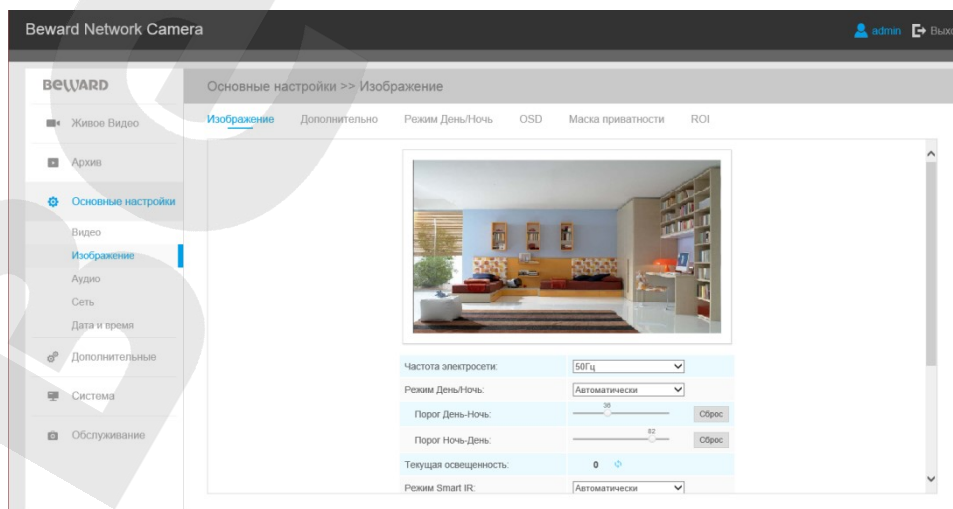 Beward Network Camera
admin Выхо
BEWARD
Основные настройки >> Изображение
Живое Видео
Архив
Основные настройки
Видео
Изображение
Аудио
Сеть
Дата и время
Дополнительные
Система
Обслуживание
Изображение Дополнительно Режим День/Ночь OSD Маска приватности ROI
Частота электросети: 50Гц
Режим День/Ночь: Автоматически
Порог День-Ночь: 36 Сброс
Порог Ночь-День: 82 Сброс
Текущая освещенность: 0
Режим Smart IR: Автоматически